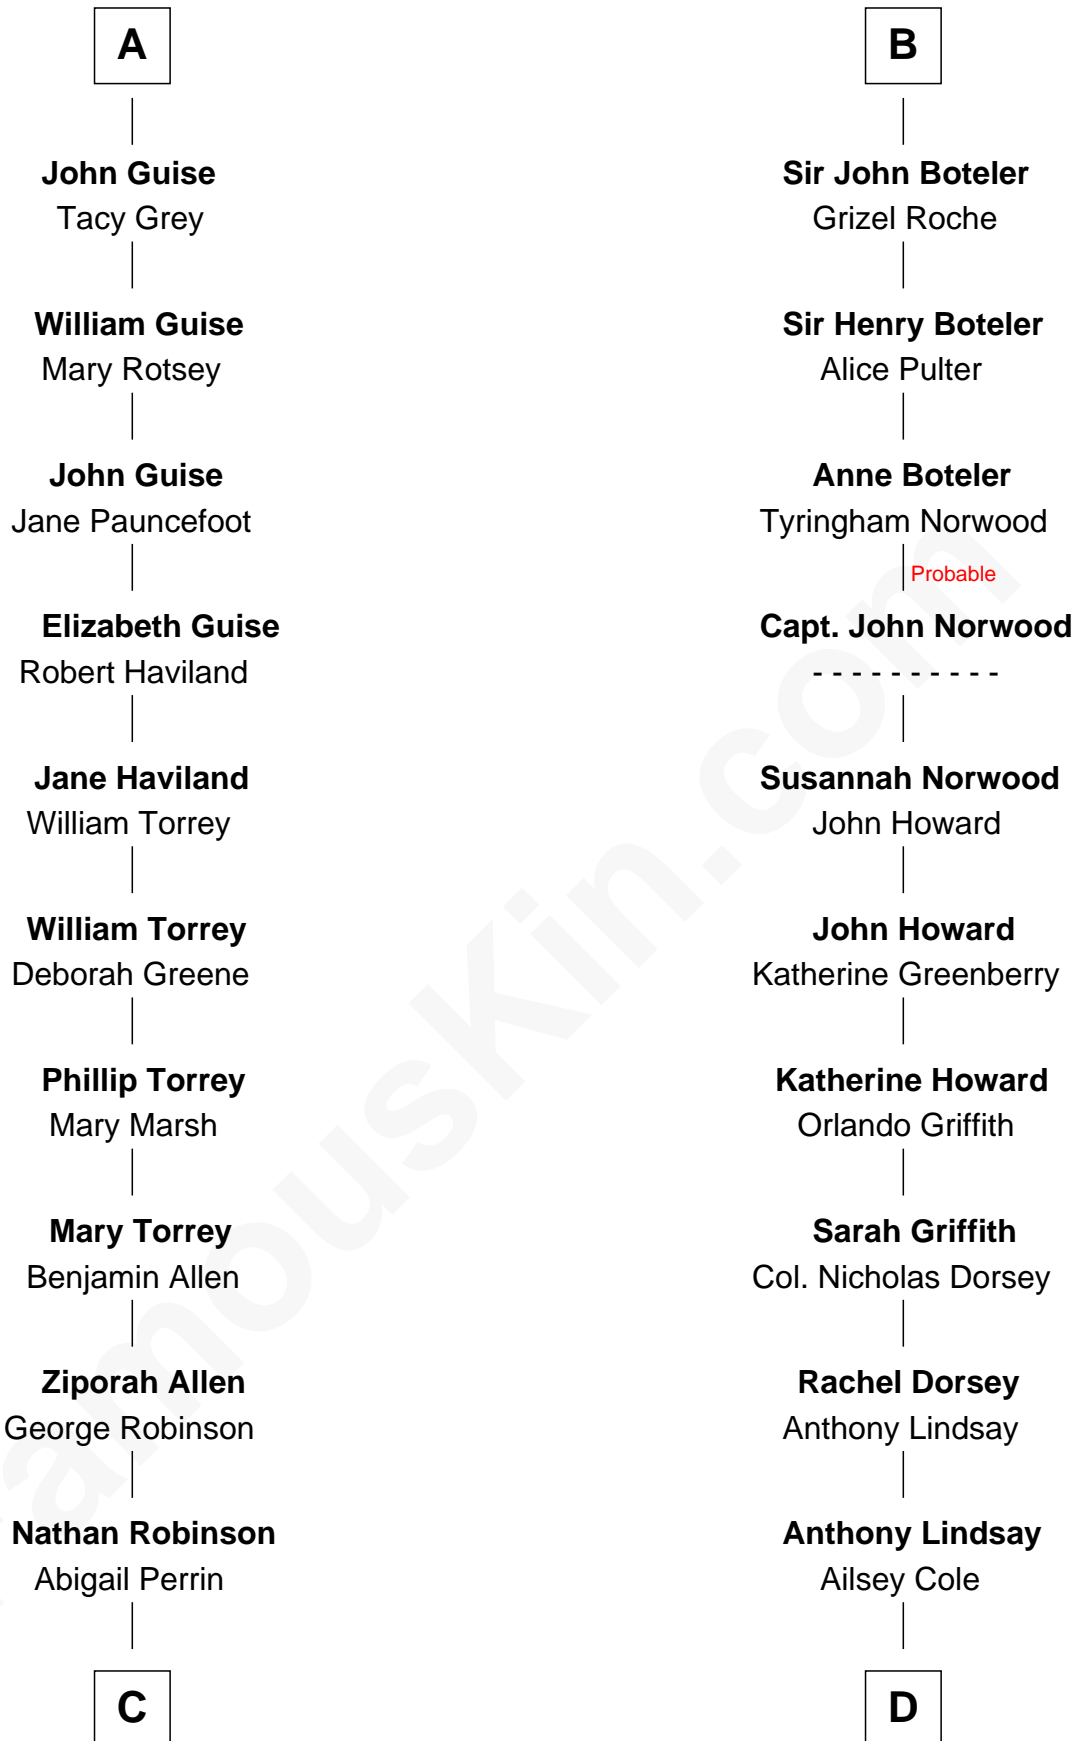 A
John Guise
Tacy Grey
William Guise
Mary Rotsey
John Guise
Jane Pauncefoot
Elizabeth Guise
Robert Haviland
Jane Haviland
William Torrey
William Torrey
Deborah Greene
Phillip Torrey
Mary Marsh
Mary Torrey
Benjamin Allen
Ziporah Allen
George Robinson
Nathan Robinson
Abigail Perrin
C
B
Sir John Boteler
Grizel Roche
Sir Henry Boteler
Alice Pulter
Anne Boteler
Tyringham Norwood
Probable
Capt. John Norwood
- - - - - - - - - -
Susannah Norwood
John Howard
John Howard
Katherine Greenberry
Katherine Howard
Orlando Griffith
Sarah Griffith
Col. Nicholas Dorsey
Rachel Dorsey
Anthony Lindsay
Anthony Lindsay
Ailsey Cole
D
FamousKin.com